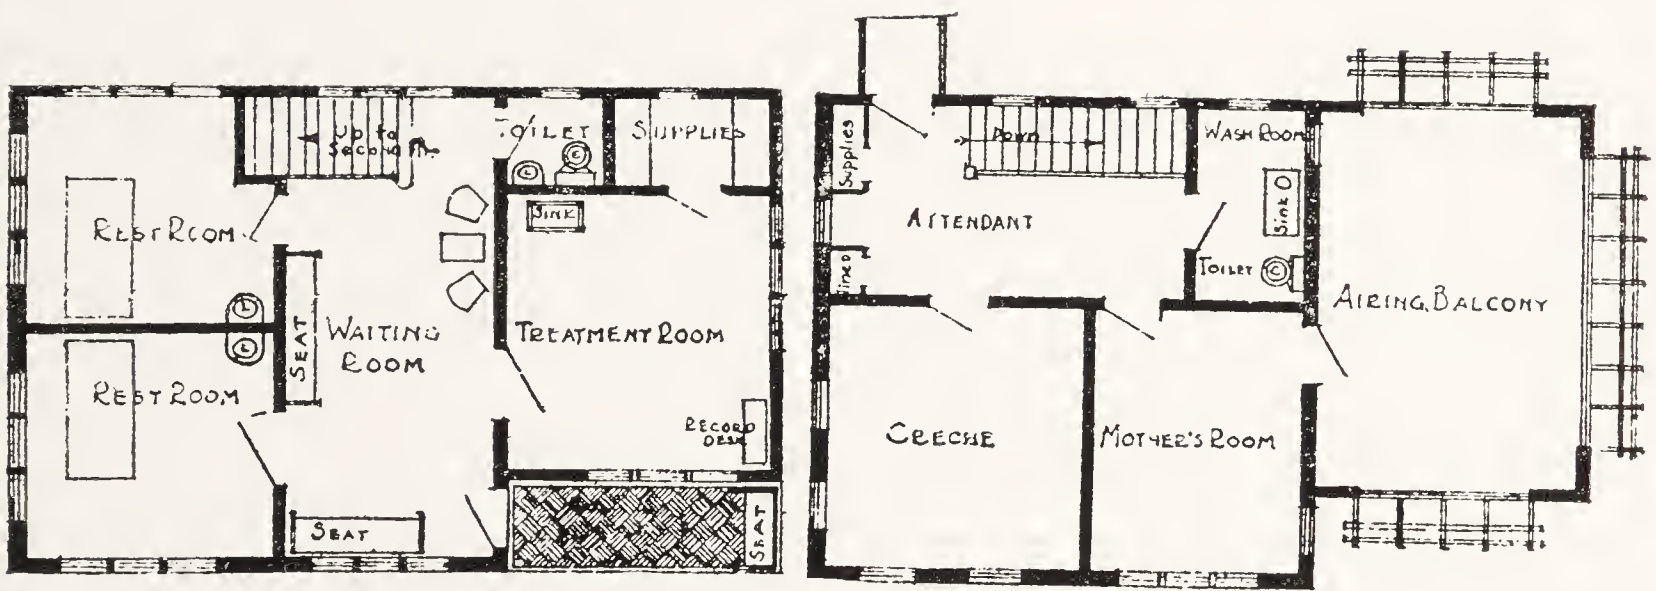 UP TO
SECOND FL.
TOILET
SUPPLIES
REST ROOM
SINK
L
C
L
L
WAITING
ROOM
SEAT
TREATMENT ROOM
REST ROOM
RECORD
DESK
SEAT
SEAT
Supplies
DOWN
WASH ROOM
SINK
ATTENDANT
Linen
TOILET
C
AIRING BALCONY
CRECHE
MOTHER'S ROOM